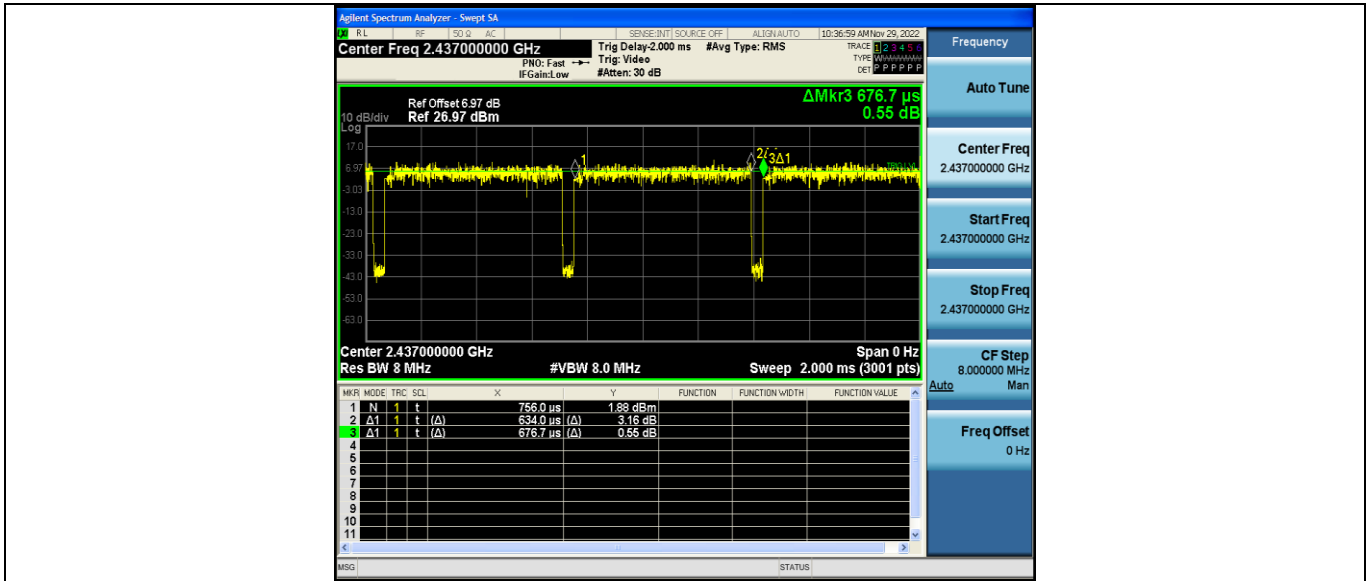 Agilent Spectrum Analyzer - Swept SA
LXI RL RF 50 Ω AC SENSE:INT SOURCE OFF ALIGN AUTO 10:36:59 AM Nov 29, 2022
Center Freq 2.437000000 GHz
Trig Delay-2.000 ms #Avg Type: RMS
TRACE 1 2 3 4 5 6
PNO: Fast
Trig: Video
TYPE
IFGain:Low
#Atten: 30 dB
DET P P P P P P
ΔMkr3 676.7 µs
0.55 dB
Ref Offset 6.97 dB
10 dB/div Ref 26.97 dBm
Log
17.0
6.97
-3.03
-13.0
-23.0
-33.0
-43.0
-53.0
-63.0
1
3Δ1
Center 2.437000000 GHz Span 0 Hz
Res BW 8 MHz #VBW 8.0 MHz Sweep 2.000 ms (3001 pts)
MKR MODE TRC SCL X Y FUNCTION FUNCTION WIDTH FUNCTION VALUE
1 N 1 t 756.0 µs 1.88 dBm
2 Δ1 1 t (Δ) 634.0 µs (Δ) 3.16 dB
3 Δ1 1 t (Δ) 676.7 µs (Δ) 0.55 dB
4
5
6
7
8
9
10
11
MSG STATUS
Frequency
Auto Tune
Center Freq
2.437000000 GHz
Start Freq
2.437000000 GHz
Stop Freq
2.437000000 GHz
CF Step
8.000000 MHz
Auto Man
Freq Offset
0 Hz